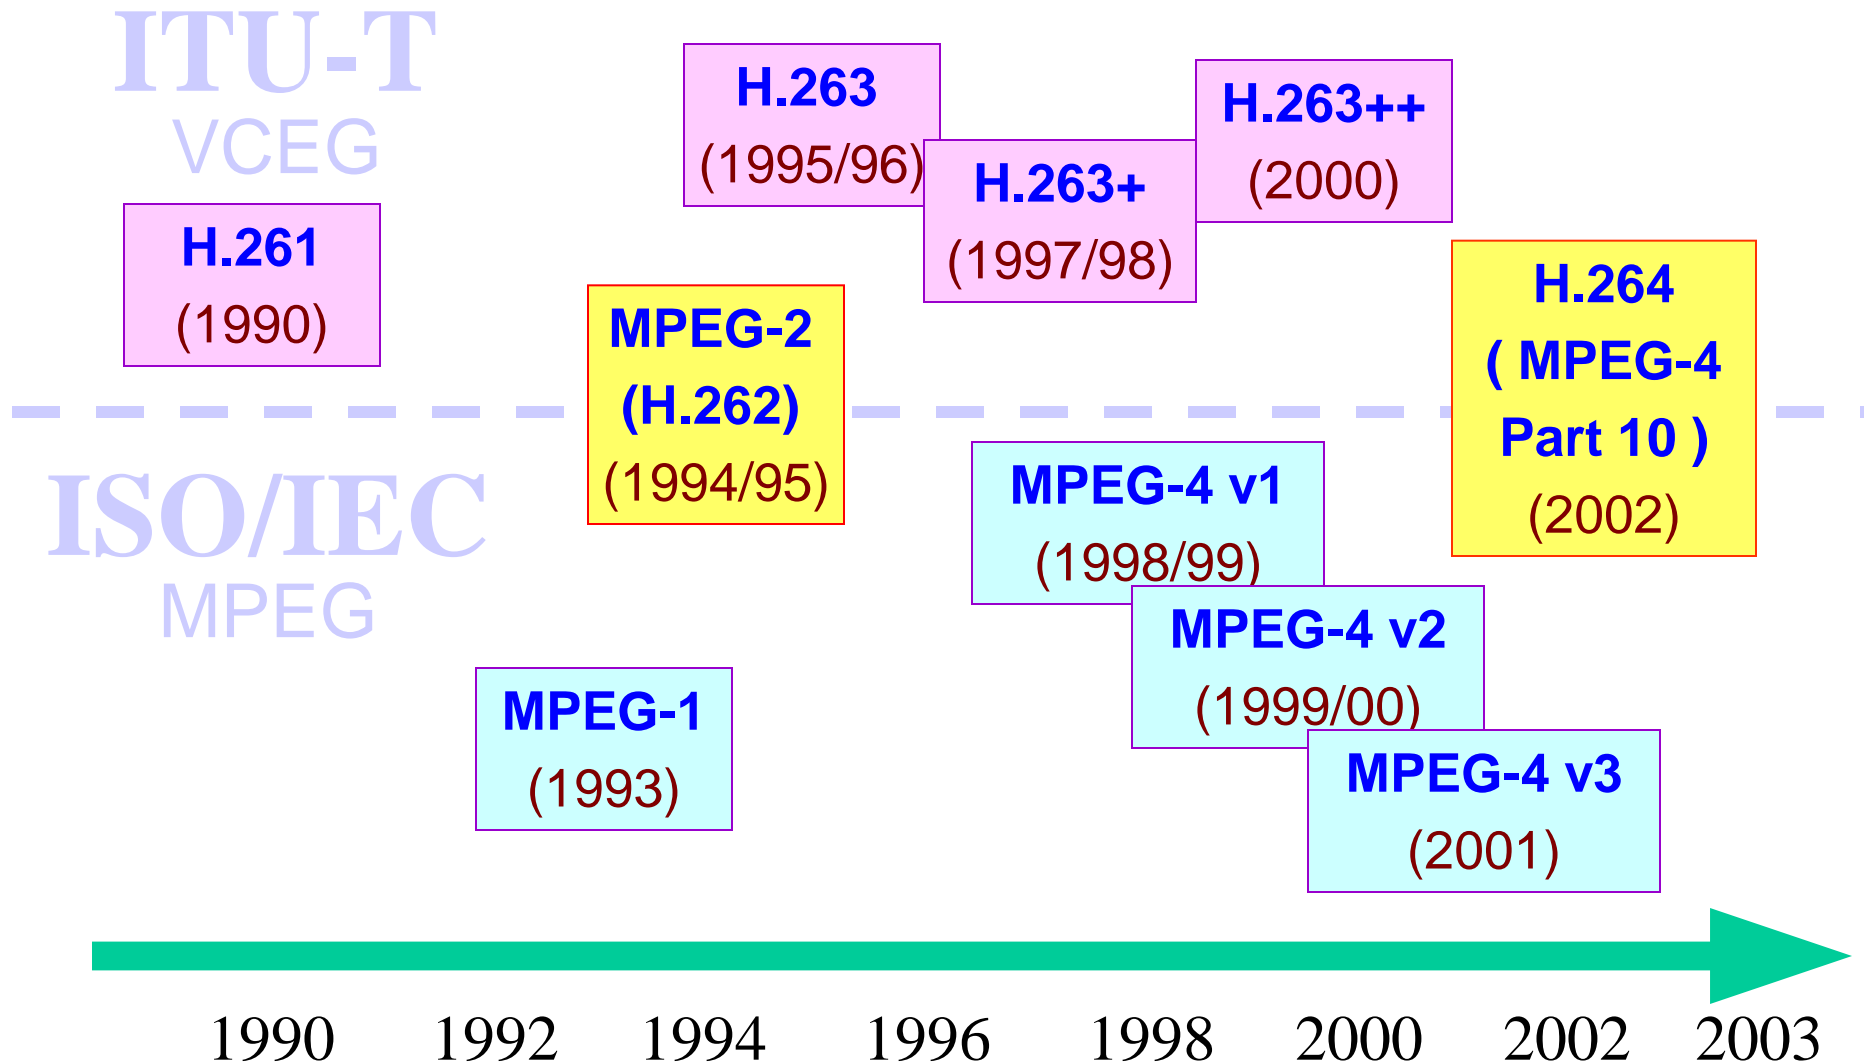 ITU-T
VCEG
H.261
(1990)
H.263
(1995/96)
H.263+
(1997/98)
H.263++
(2000)
MPEG-2
(H.262)
(1994/95)
H.264
( MPEG-4
Part 10 )
(2002)
ISO/IEC
MPEG
MPEG-1
(1993)
MPEG-4 v1
(1998/99)
MPEG-4 v2
(1999/00)
MPEG-4 v3
(2001)
1990 1992 1994 1996 1998 2000 2002 2003